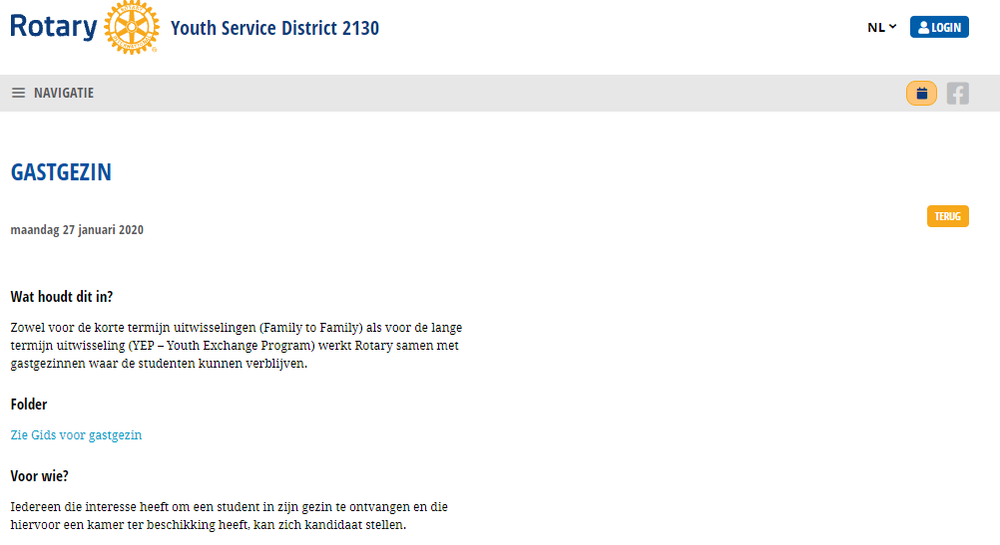 Rotary
Youth Service District 2130
NL
LOGIN
NAVIGATIE
GASTGEZIN
TERUG
maandag 27 januari 2020
Wat houdt dit in?
Zowel voor de korte termijn uitwisselingen (Family to Family) als voor de lange
termijn uitwisseling (YEP – Youth Exchange Program) werkt Rotary samen met
gastgezinnen waar de studenten kunnen verblijven.
Folder
Zie Gids voor gastgezin
Voor wie?
Iedereen die interesse heeft om een student in zijn gezin te ontvangen en die
hiervoor een kamer ter beschikking heeft, kan zich kandidaat stellen.